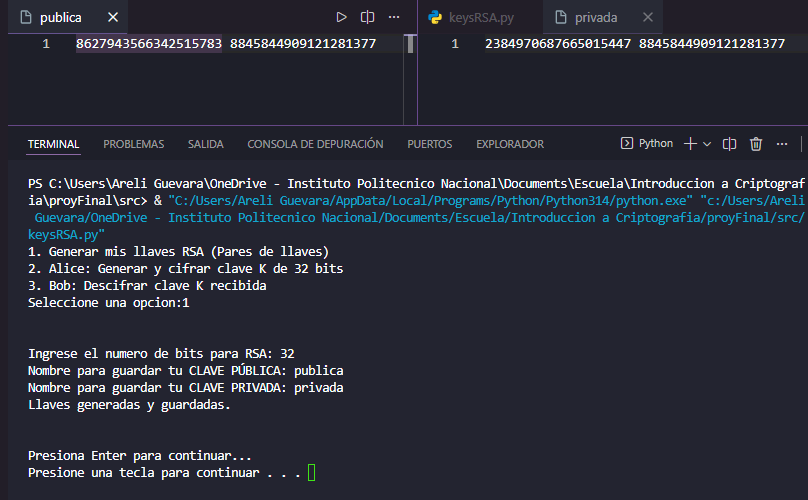 publica
keysRSA.py
privada
1 8627943566342515783 8845844909121281377
1 2384970687665015447 8845844909121281377
TERMINAL PROBLEMAS SALIDA CONSOLA DE DEPURACIÓN PUERTOS EXPLORADOR
Python
PS C:\Users\Areli Guevara\OneDrive - Instituto Politecnico Nacional\Documents\Escuela\Introduccion a Criptograf
ia\proyFinal\src> & "C:/Users/Areli Guevara/AppData/Local/Programs/Python/Python314/python.exe" "c:/Users/Areli
Guevara/OneDrive - Instituto Politecnico Nacional/Documents/Escuela/Introduccion a Criptografia/proyFinal/src/
keysRSA.py"
1. Generar mis llaves RSA (Pares de llaves)
2. Alice: Generar y cifrar clave K de 32 bits
3. Bob: Descifrar clave K recibida
Seleccione una opcion:1
Ingrese el numero de bits para RSA: 32
Nombre para guardar tu CLAVE PÚBLICA: publica
Nombre para guardar tu CLAVE PRIVADA: privada
Llaves generadas y guardadas.
Presiona Enter para continuar...
Presione una tecla para continuar . . .